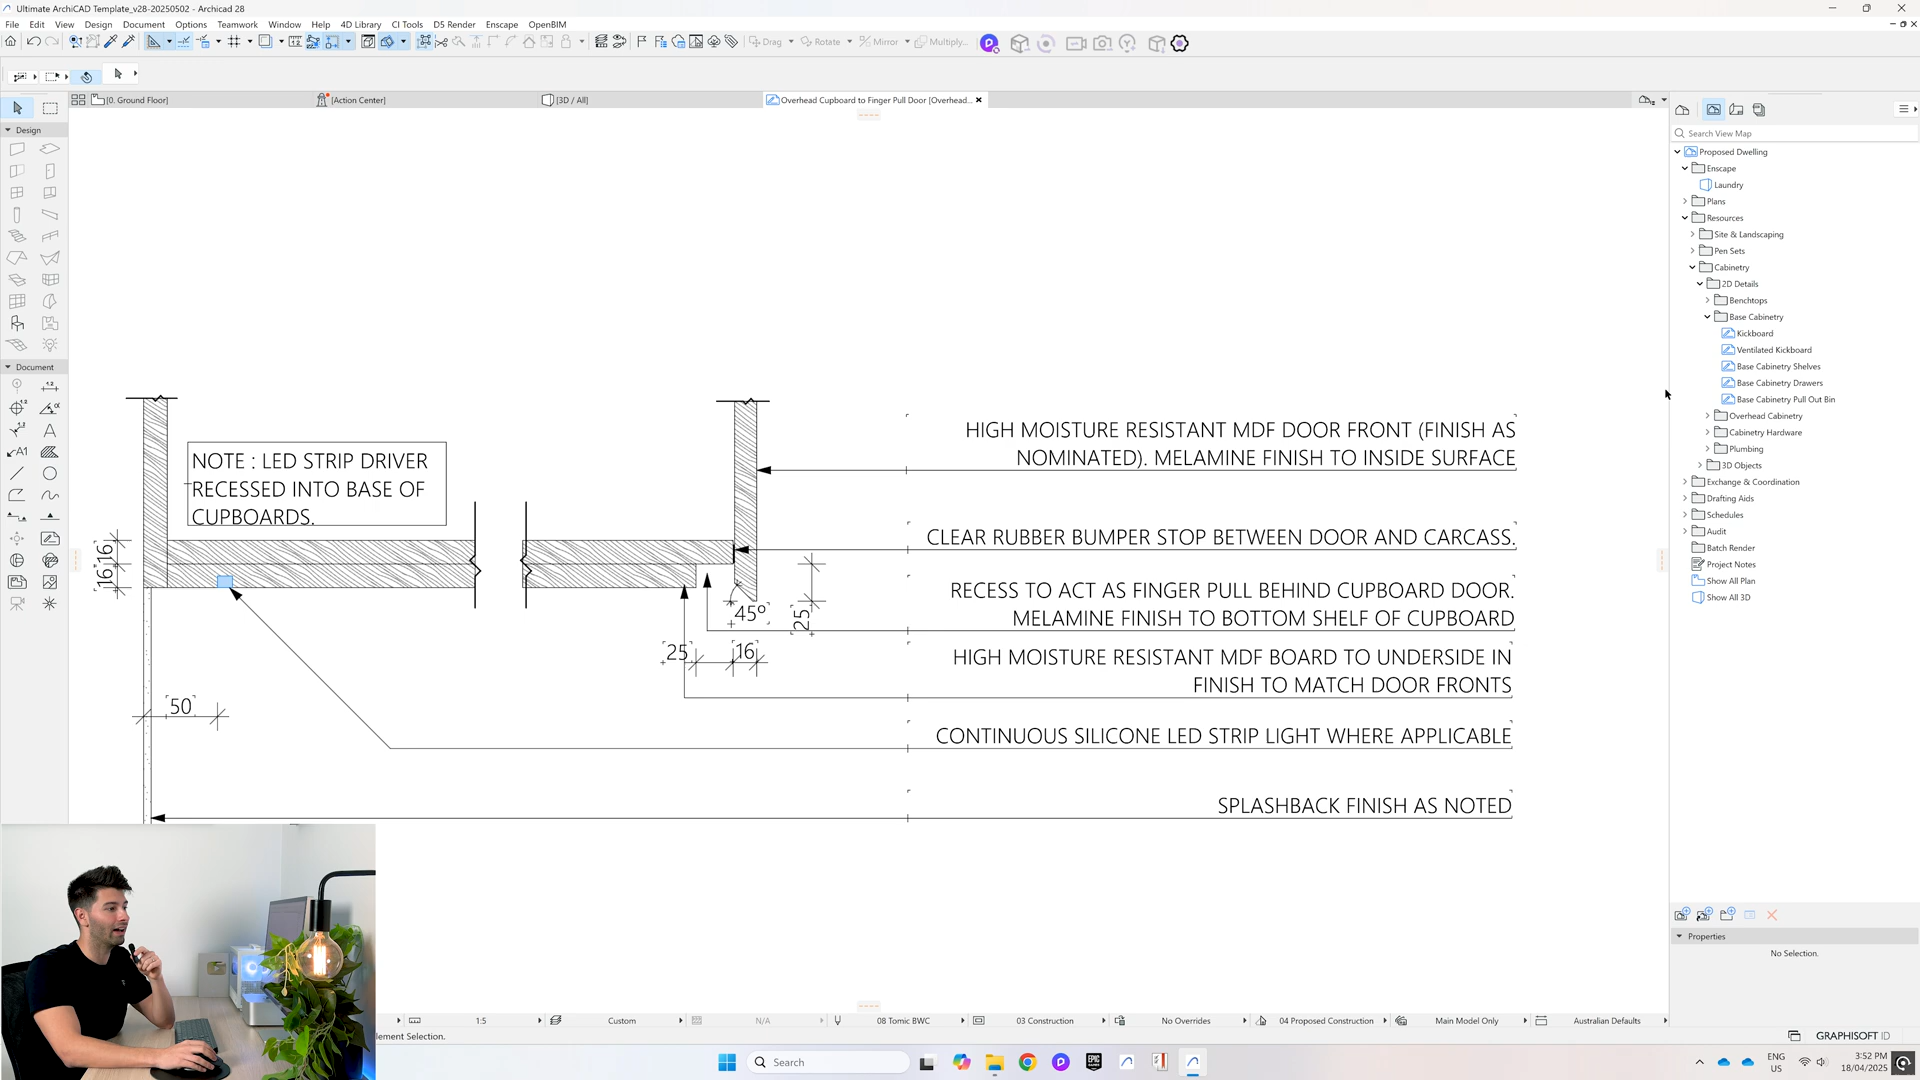 Ultimate ArchiCAD Template_v28-20250502 - Archicad 28
File Edit View Design Document Options Teamwork Window Help 4D Library CI Tools D5 Render Enscape OpenBIM
Drag Rotate Mirror Multiply...
[0. Ground Floor]
[Action Center]
[3D / All]
Overhead Cupboard to Finger Pull Door [Overhead...
Design
Document
Search View Map
Proposed Dwelling
Enscape
Laundry
Plans
Resources
Site & Landscaping
Pen Sets
Cabinetry
2D Details
Benchtops
Base Cabinetry
Kickboard
Ventilated Kickboard
Base Cabinetry Shelves
Base Cabinetry Drawers
Base Cabinetry Pull Out Bin
Overhead Cabinetry
Cabinetry Hardware
Plumbing
3D Objects
Exchange & Coordination
Drafting Aids
Schedules
Audit
Batch Render
Project Notes
Show All Plan
Show All 3D
Properties
No Selection.
NOTE : LED STRIP DRIVER
RECESSED INTO BASE OF
CUPBOARDS.
HIGH MOISTURE RESISTANT MDF DOOR FRONT (FINISH AS
NOMINATED). MELAMINE FINISH TO INSIDE SURFACE
CLEAR RUBBER BUMPER STOP BETWEEN DOOR AND CARCASS.
RECESS TO ACT AS FINGER PULL BEHIND CUPBOARD DOOR.
MELAMINE FINISH TO BOTTOM SHELF OF CUPBOARD
HIGH MOISTURE RESISTANT MDF BOARD TO UNDERSIDE IN
FINISH TO MATCH DOOR FRONTS
CONTINUOUS SILICONE LED STRIP LIGHT WHERE APPLICABLE
SPLASHBACK FINISH AS NOTED
16
16
45°
25
25
16
50
1:5
Custom
N/A
08 Tomic BWC
03 Construction
No Overrides
04 Proposed Construction
Main Model Only
Australian Defaults
lement Selection.
GRAPHISOFT ID
Search
ENG
US
3:52 PM
18/04/2025